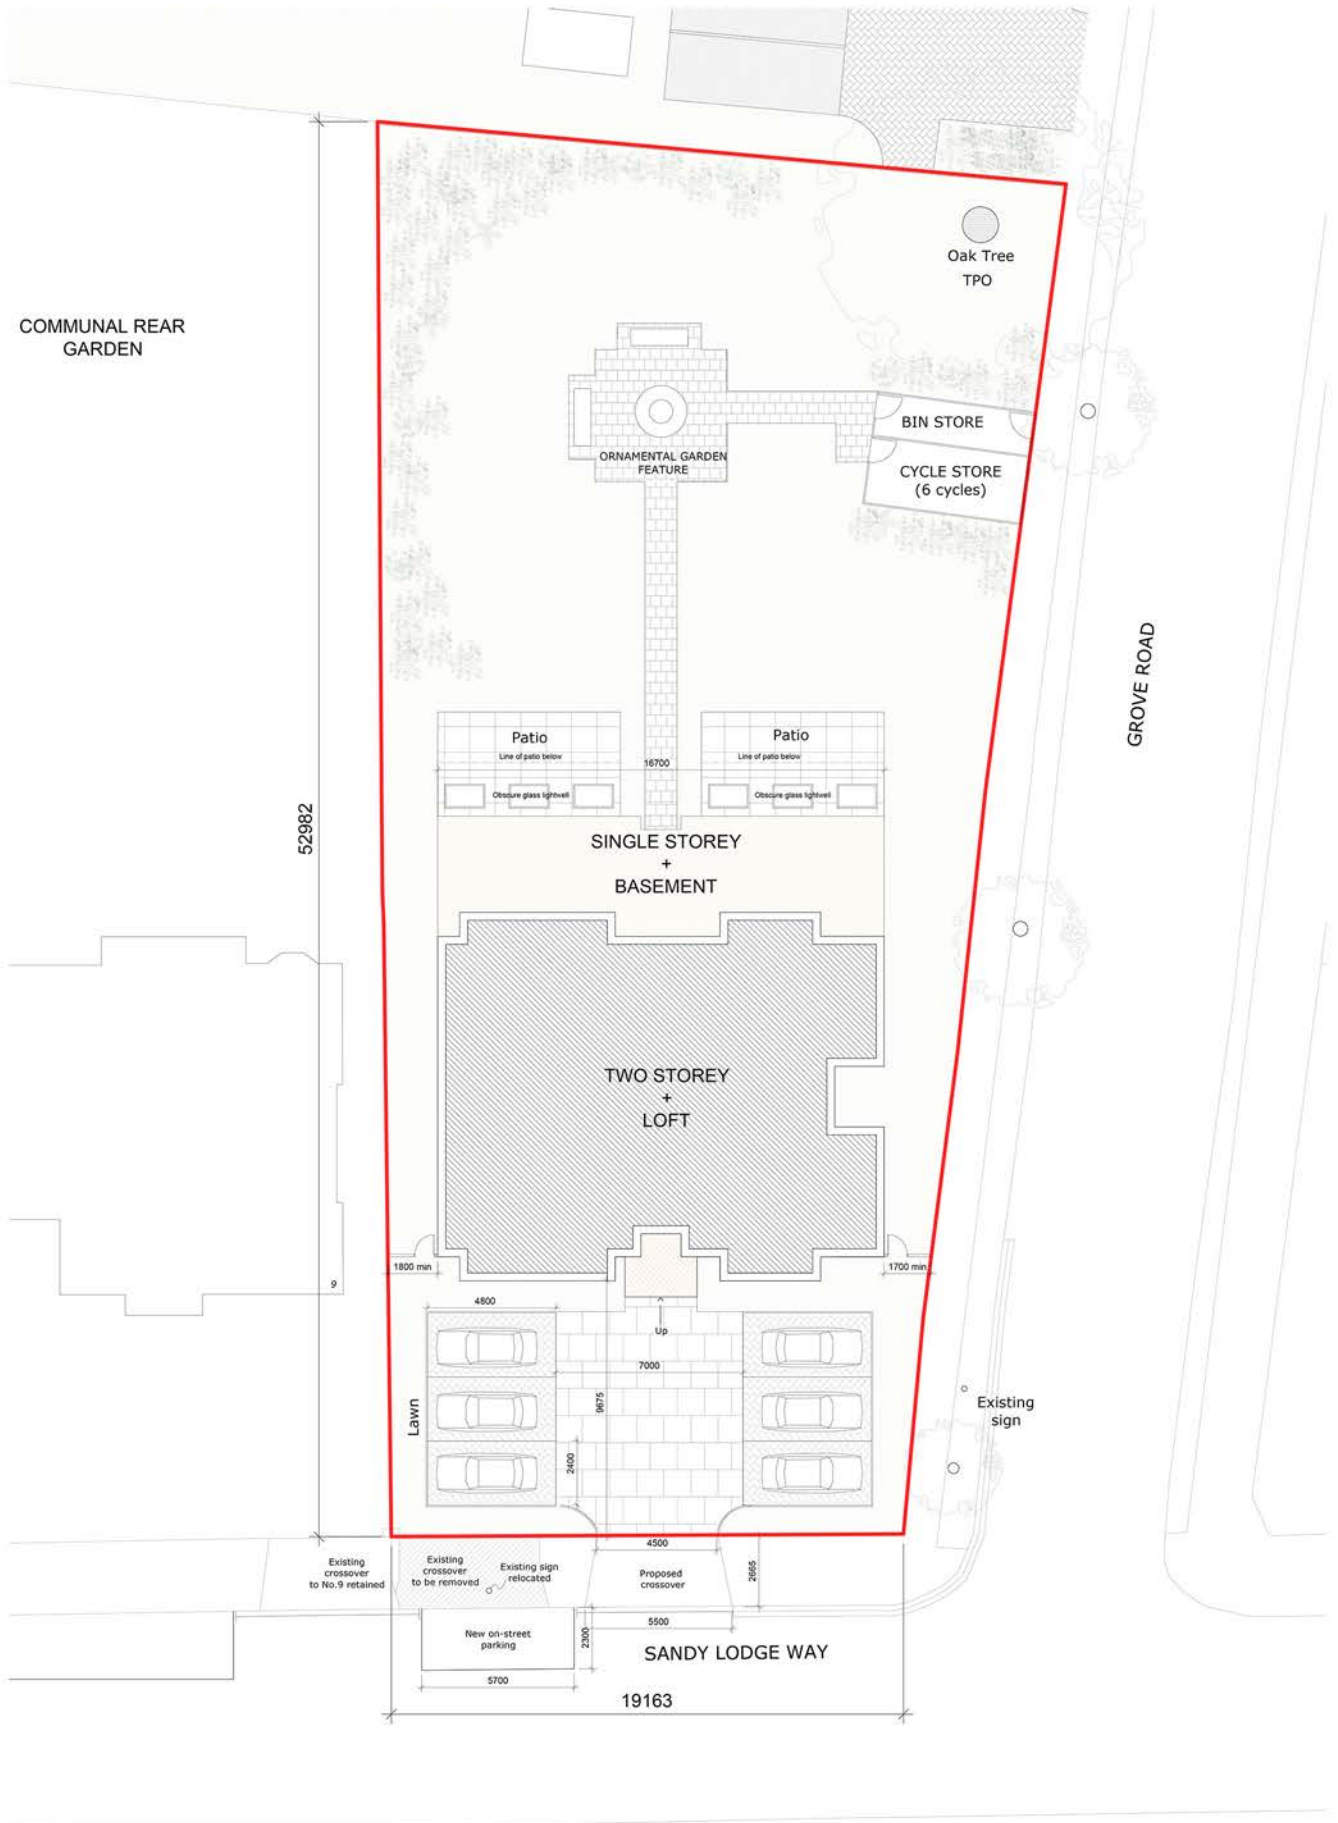 Oak Tree
TPO
COMMUNAL REAR
GARDEN
BIN STORE
ORNAMENTAL GARDEN
FEATURE
CYCLE STORE
(6 cycles)
GROVE ROAD
Patio
Line of patio below
Patio
Line of patio below
16700
Obscure glass lightwell
Obscure glass lightwell
52982
SINGLE STOREY
+
BASEMENT
TWO STOREY
+
LOFT
1800 min
1700 min
9
4800
Up
7000
9675
Lawn
2400
Existing
sign
4500
Existing
crossover
to No.9 retained
Existing
crossover
to be removed
Existing sign
relocated
Proposed
crossover
2665
5500
New on-street
parking
2300
SANDY LODGE WAY
5700
19163